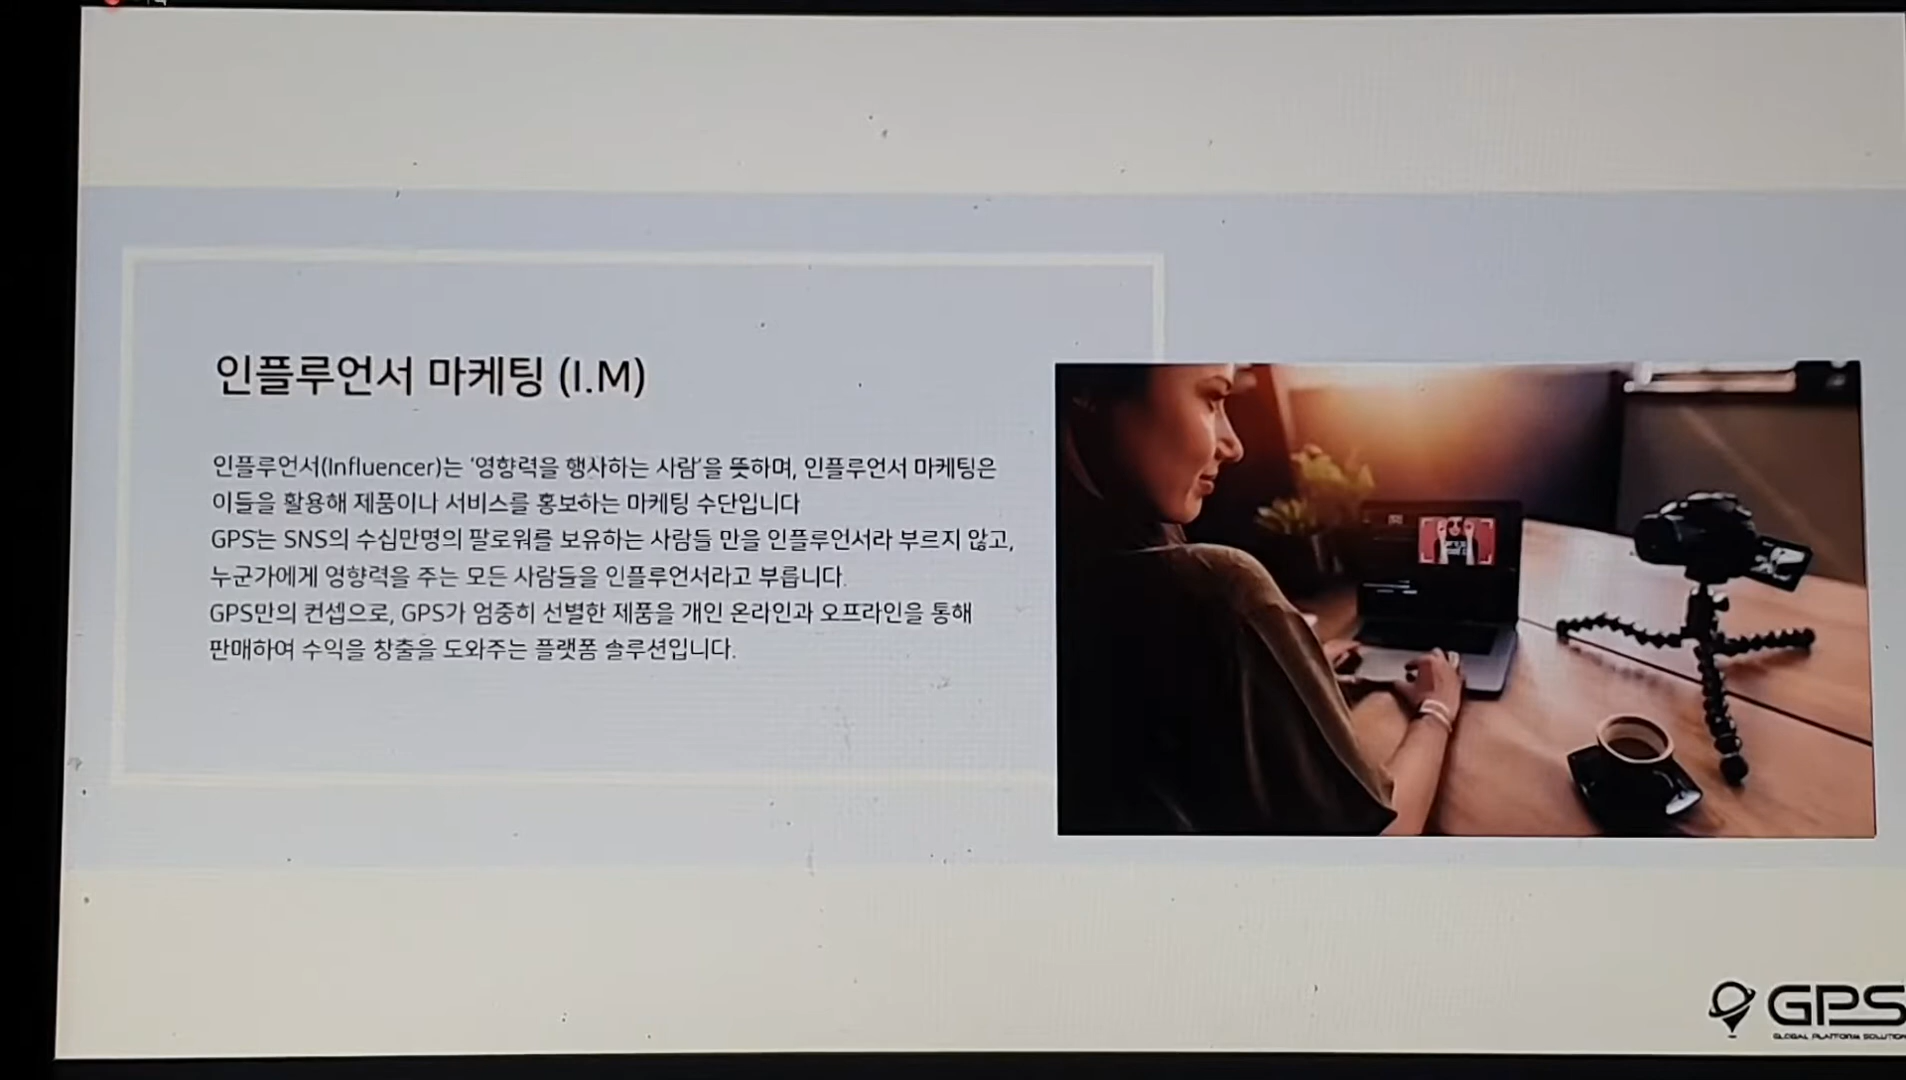 인플루언서 마케팅 (I.M)
인플루언서(Influencer)는 '영향력을 행사하는 사람'을 뜻하며, 인플루언서 마케팅은
이들을 활용해 제품이나 서비스를 홍보하는 마케팅 수단입니다
GPS는 SNS의 수십만명의 팔로워를 보유하는 사람들 만을 인플루언서라 부르지 않고,
누군가에게 영향력을 주는 모든 사람들을 인플루언서라고 부릅니다.
GPS만의 컨셉으로, GPS가 엄중히 선별한 제품을 개인 온라인과 오프라인을 통해
판매하여 수익을 창출을 도와주는 플랫폼 솔루션입니다.
GPS
GLOBAL PLATFORM SOLUTION